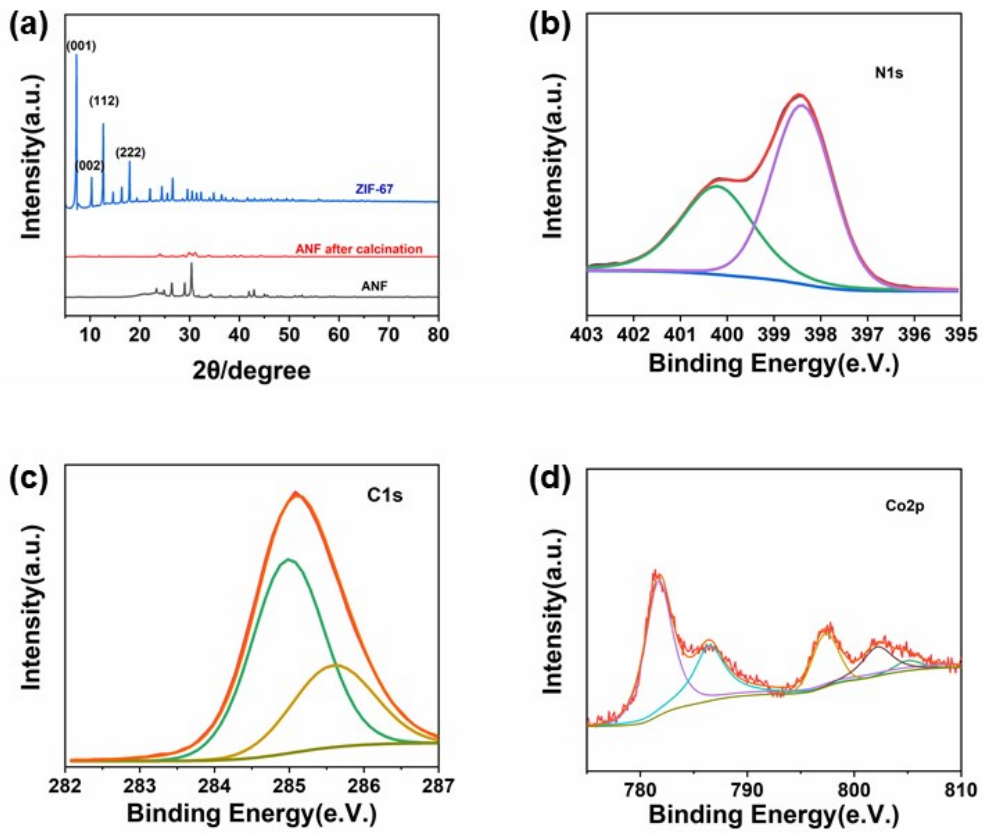 (a)
(001)
(112)
(002)
(222)
ZIF-67
ANF after calcination
ANF
Intensity(a.u.)
10 20 30 40 50 60 70 80
2θ/degree
(b)
N1s
Intensity(a.u.)
403 402 401 400 399 398 397 396 395
Binding Energy(e.V.)
(c)
C1s
Intensity(a.u.)
282 283 284 285 286 287
Binding Energy(e.V.)
(d)
Co2p
Intensity(a.u.)
780 790 800 810
Binding Energy(e.V.)